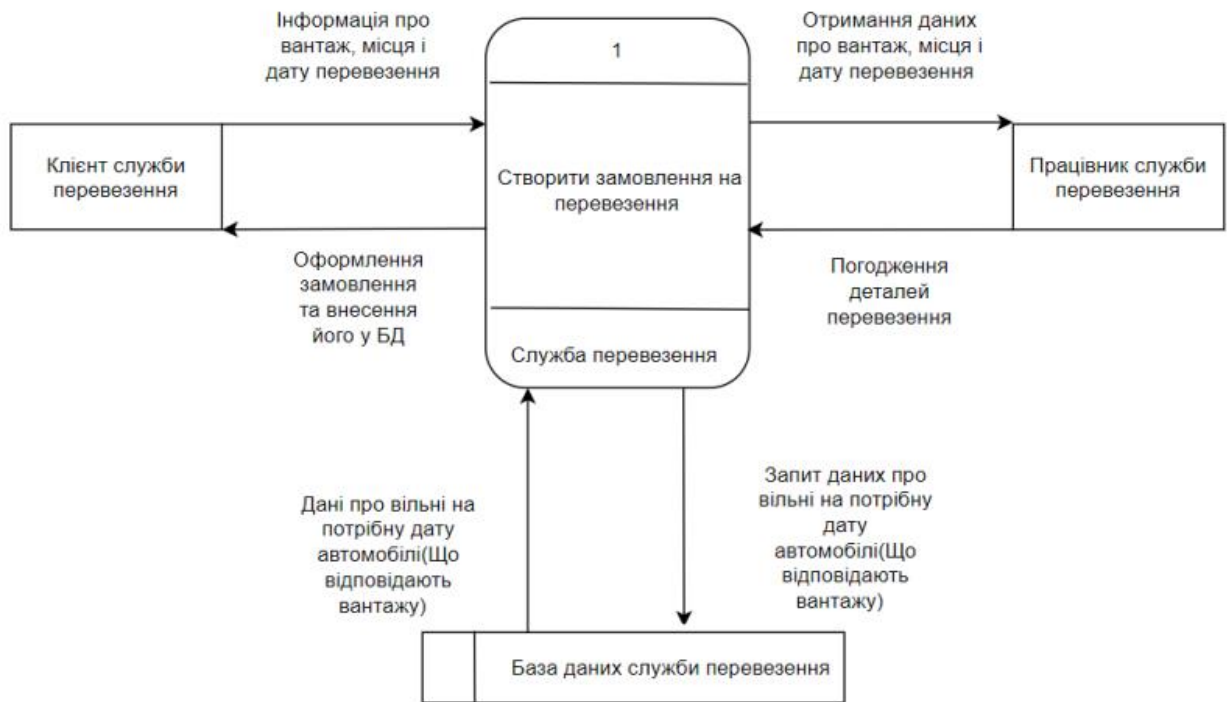 Інформація про
вантаж, місця і
дату перевезення
1
Отримання даних
про вантаж, місця і
дату перевезення
Клієнт служби
перевезення
Створити замовлення на
перевезення
Працівник служби
перевезення
Оформлення
замовлення
та внесення
його у БД
Погодження
деталей
перевезення
Служба перевезення
Дані про вільні на
потрібну дату
автомобілі(Що
відповідають
вантажу)
Запит даних про
вільні на потрібну
дату
автомобілі(Що
відповідають
вантажу)
База даних служби перевезення